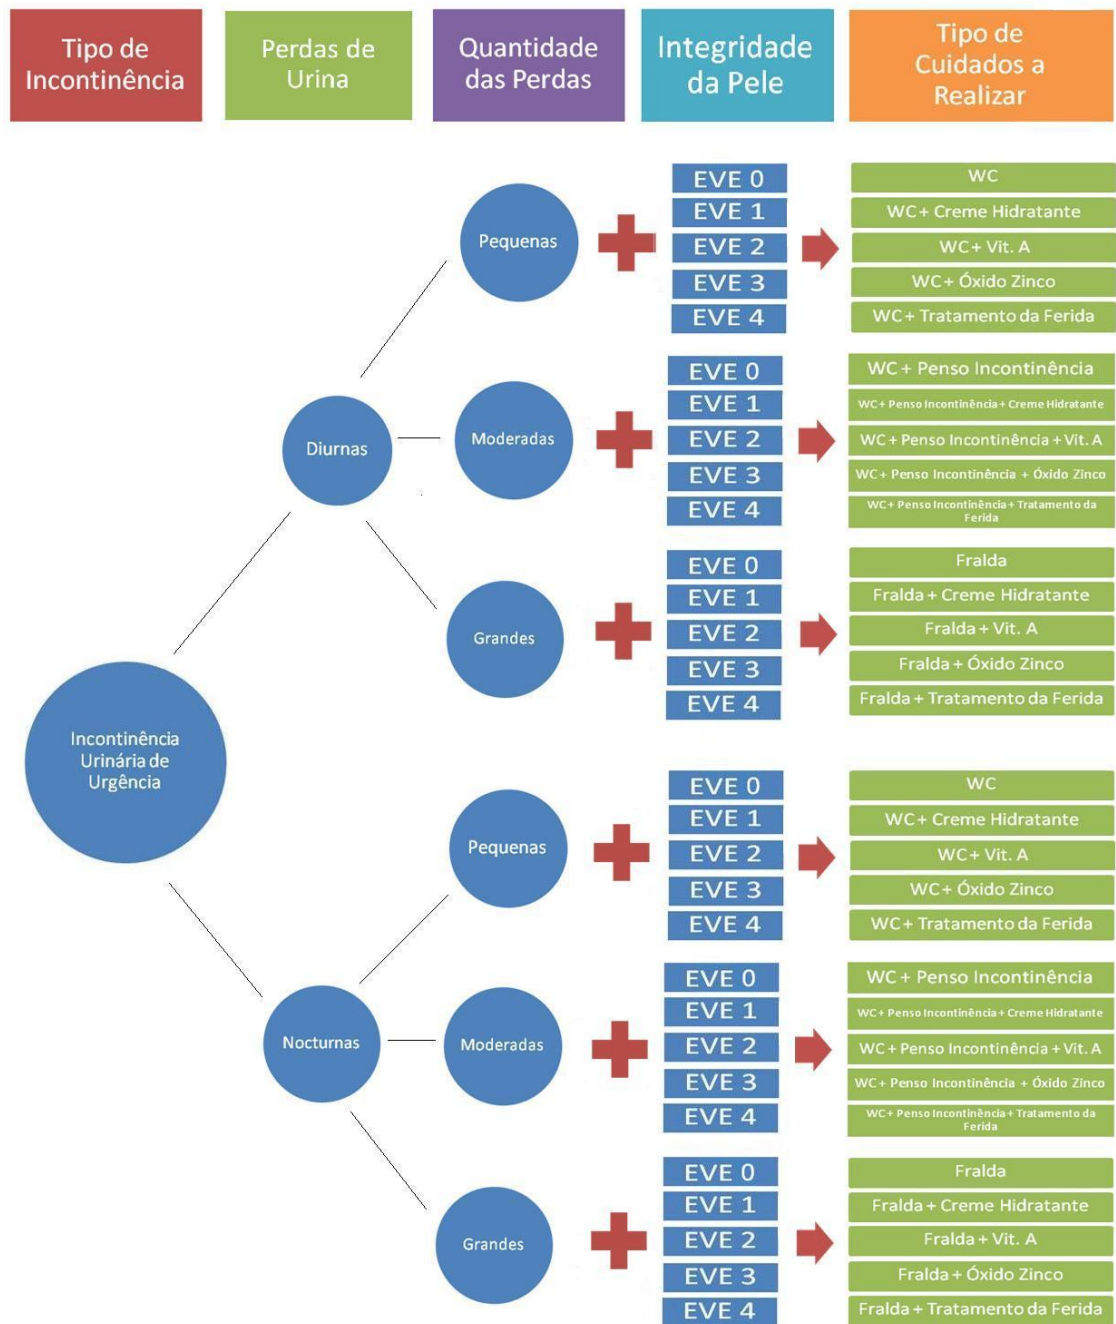 Tipo de
Incontinência
Perdas de
Urina
Quantidade
das Perdas
Integridade
da Pele
Tipo de
Cuidados a
Realizar
Incontinência
Urinária de
Urgência
Diurnas
Pequenas
EVE 0
EVE 1
EVE 2
EVE 3
EVE 4
WC
WC + Creme Hidratante
WC + Vit. A
WC + Óxido Zinco
WC + Tratamento da Ferida
Moderadas
EVE 0
EVE 1
EVE 2
EVE 3
EVE 4
WC + Penso Incontinência
WC + Penso Incontinência + Creme Hidratante
WC + Penso Incontinência + Vit. A
WC + Penso Incontinência + Óxido Zinco
WC + Penso Incontinência + Tratamento da
Ferida
Grandes
EVE 0
EVE 1
EVE 2
EVE 3
EVE 4
Fralda
Fralda + Creme Hidratante
Fralda + Vit. A
Fralda + Óxido Zinco
Fralda + Tratamento da Ferida
Nocturnas
Pequenas
EVE 0
EVE 1
EVE 2
EVE 3
EVE 4
WC
WC + Creme Hidratante
WC + Vit. A
WC + Óxido Zinco
WC + Tratamento da Ferida
Moderadas
EVE 0
EVE 1
EVE 2
EVE 3
EVE 4
WC + Penso Incontinência
WC + Penso Incontinência + Creme Hidratante
WC + Penso Incontinência + Vit. A
WC + Penso Incontinência + Óxido Zinco
WC + Penso Incontinência + Tratamento da
Ferida
Grandes
EVE 0
EVE 1
EVE 2
EVE 3
EVE 4
Fralda
Fralda + Creme Hidratante
Fralda + Vit. A
Fralda + Óxido Zinco
Fralda + Tratamento da Ferida